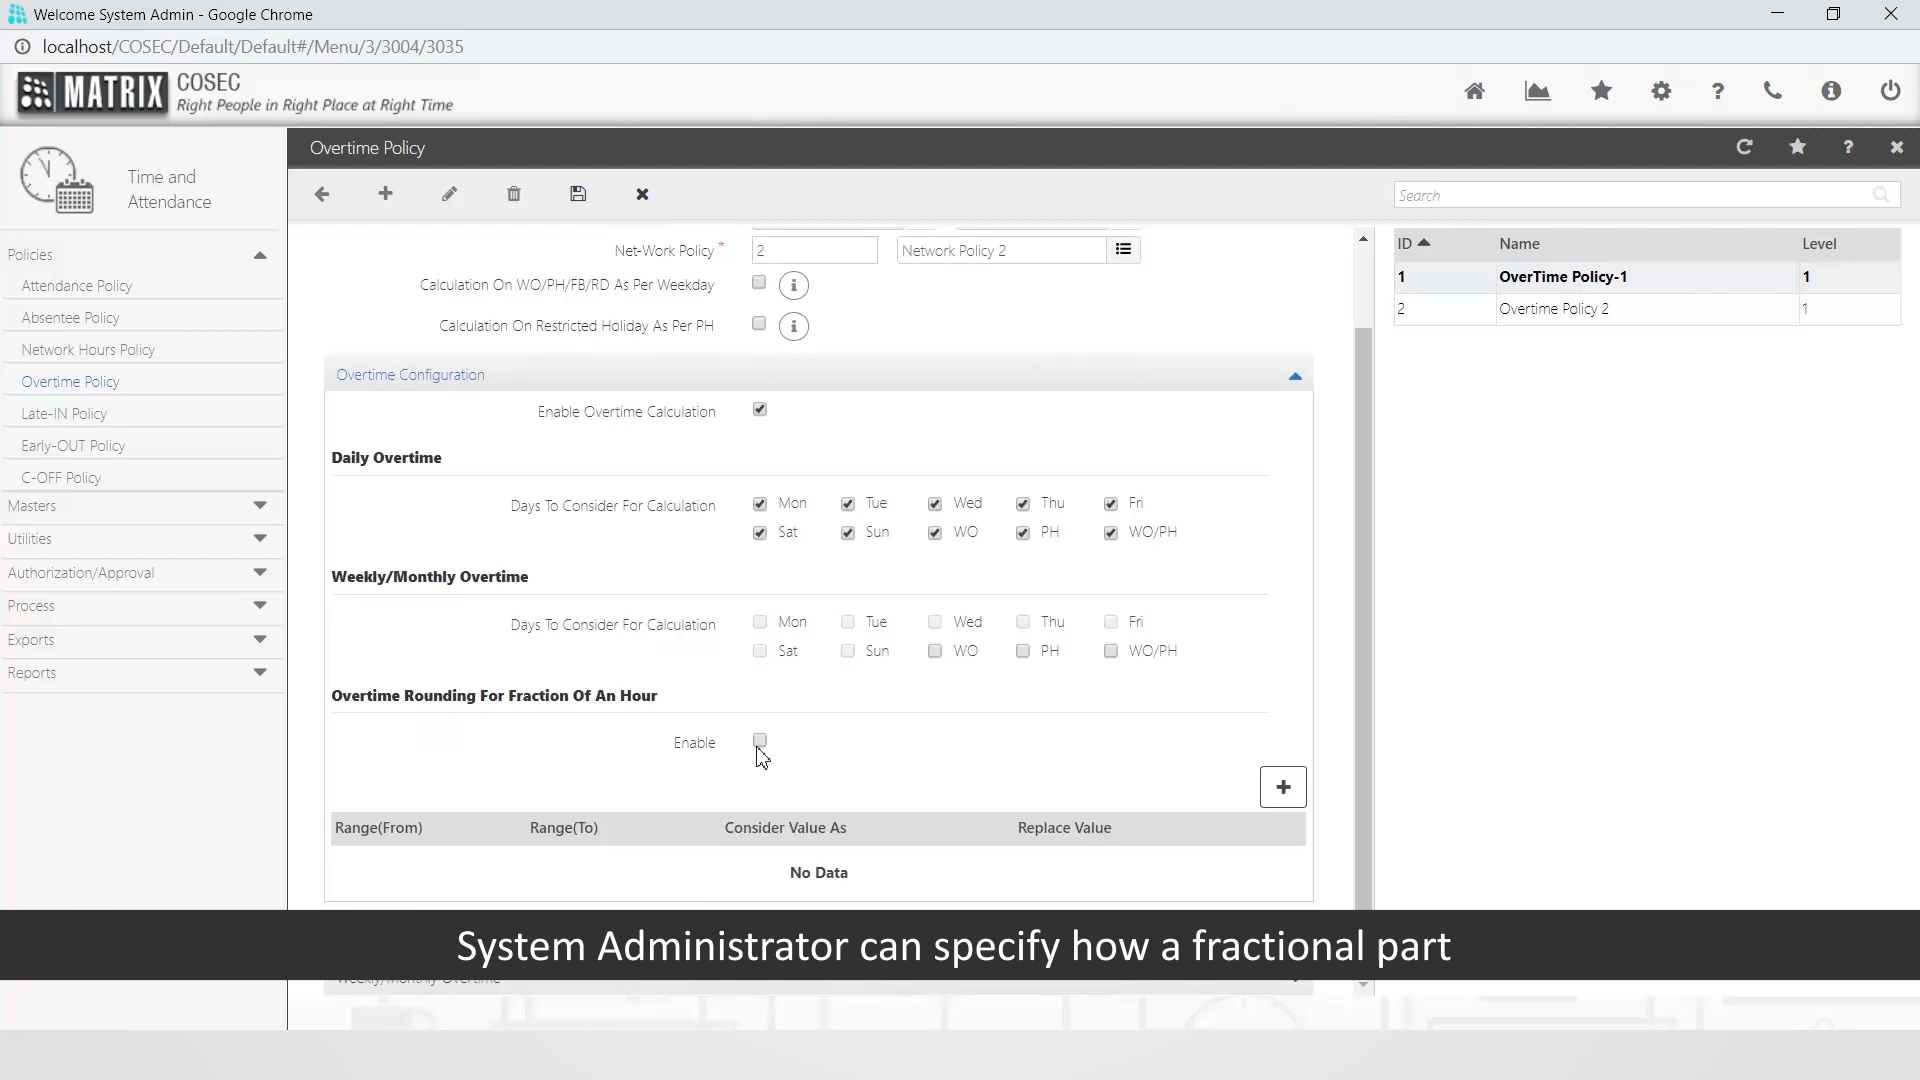 Welcome System Admin - Google Chrome
localhost/COSEC/Default/Default#/Menu/3/3004/3035
MATRIX COSEC
Right People in Right Place at Right Time
Time and
Attendance
Policies
Attendance Policy
Absentee Policy
Network Hours Policy
Overtime Policy
Late-IN Policy
Early-OUT Policy
C-OFF Policy
Masters
Utilities
Authorization/Approval
Process
Exports
Reports
Overtime Policy
Search
Net-Work Policy * 2 Network Policy 2
Calculation On WO/PH/FB/RD As Per Weekday
Calculation On Restricted Holiday As Per PH
Overtime Configuration
Enable Overtime Calculation
Daily Overtime
Days To Consider For Calculation Mon Tue Wed Thu Fri
Sat Sun WO PH WO/PH
Weekly/Monthly Overtime
Days To Consider For Calculation Mon Tue Wed Thu Fri
Sat Sun WO PH WO/PH
Overtime Rounding For Fraction Of An Hour
Enable
Range(From) Range(To) Consider Value As Replace Value
No Data
Weekly/Monthly Overtime
ID Name Level
1 OverTime Policy-1 1
2 Overtime Policy 2 1
System Administrator can specify how a fractional part